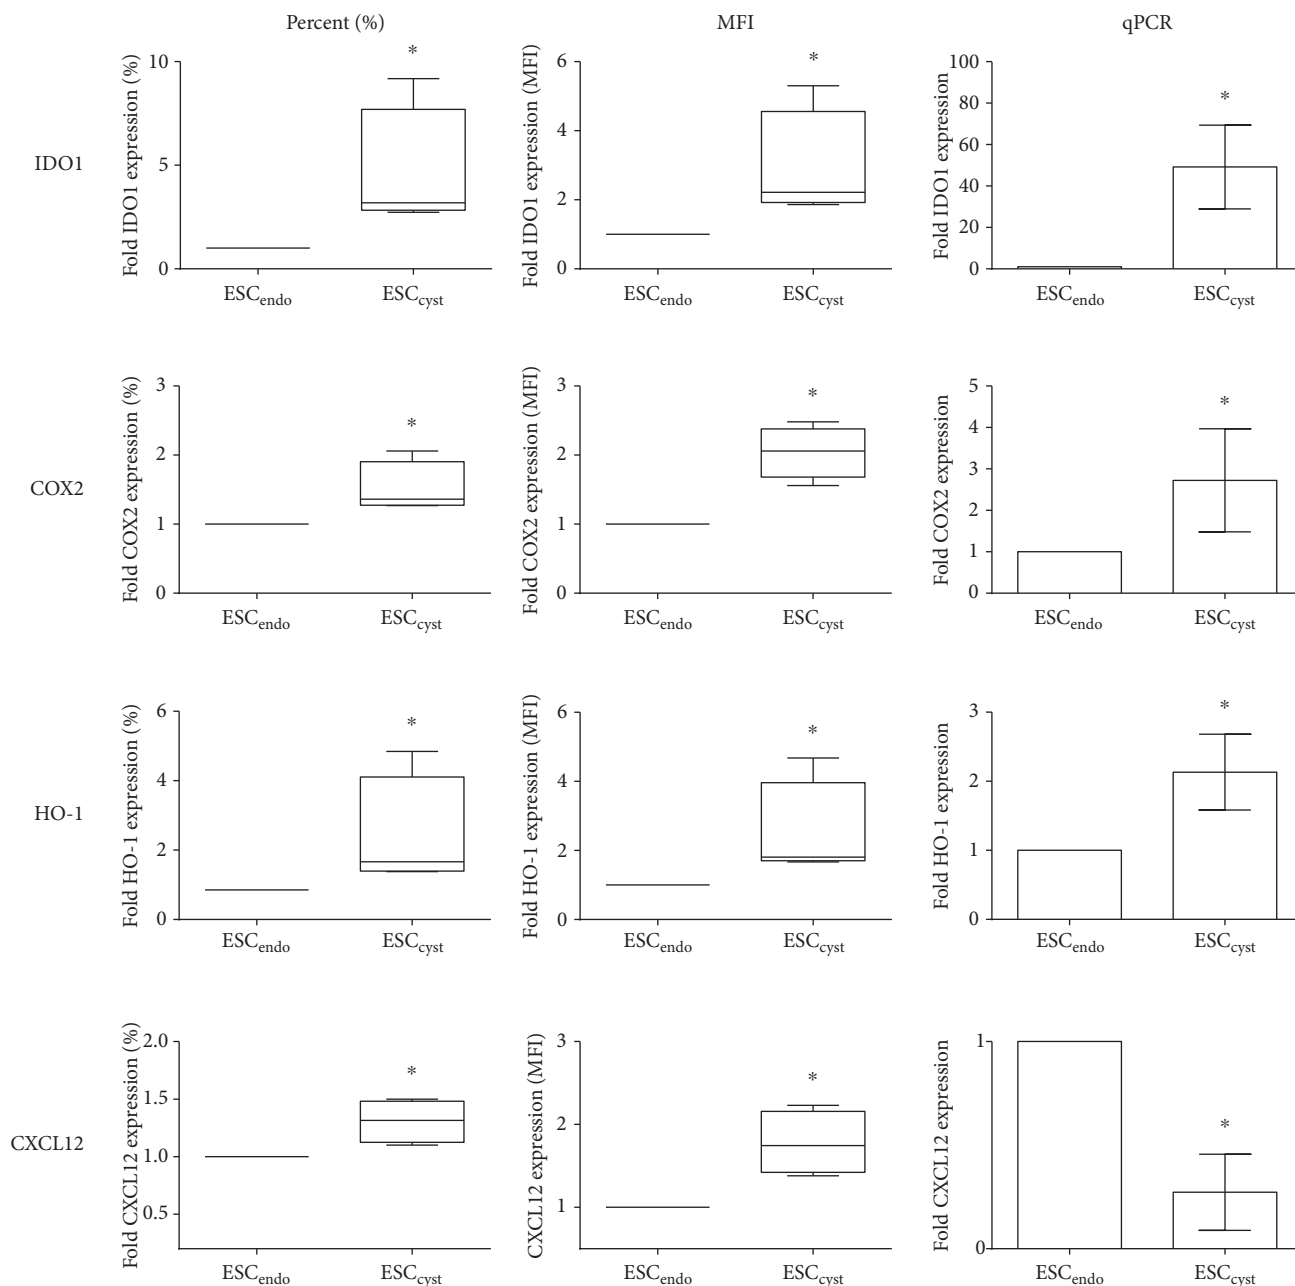 Percent (%) MFI qPCR
IDO1
Fold IDO1 expression (%)
10
5
0
*
ESCendo ESCcyst
Fold IDO1 expression (MFI)
6
4
2
0
*
ESCendo ESCcyst
Fold IDO1 expression
100
80
60
40
20
0
*
ESCendo ESCcyst
COX2
Fold COX2 expression (%)
3
2
1
0
*
ESCendo ESCcyst
Fold COX2 expression (MFI)
3
2
1
0
*
ESCendo ESCcyst
Fold COX2 expression
5
4
3
2
1
0
*
ESCendo ESCcyst
HO-1
Fold HO-1 expression (%)
6
4
2
0
*
ESCendo ESCcyst
Fold HO-1 expression (MFI)
6
4
2
0
*
ESCendo ESCcyst
Fold HO-1 expression
3
2
1
0
*
ESCendo ESCcyst
CXCL12
Fold CXCL12 expression (%)
2.0
1.5
1.0
0.5
*
ESCendo ESCcyst
CXCL12 expression (MFI)
3
2
1
*
ESCendo ESCcyst
Fold CXCL12 expression
1
0
*
ESCendo ESCcyst